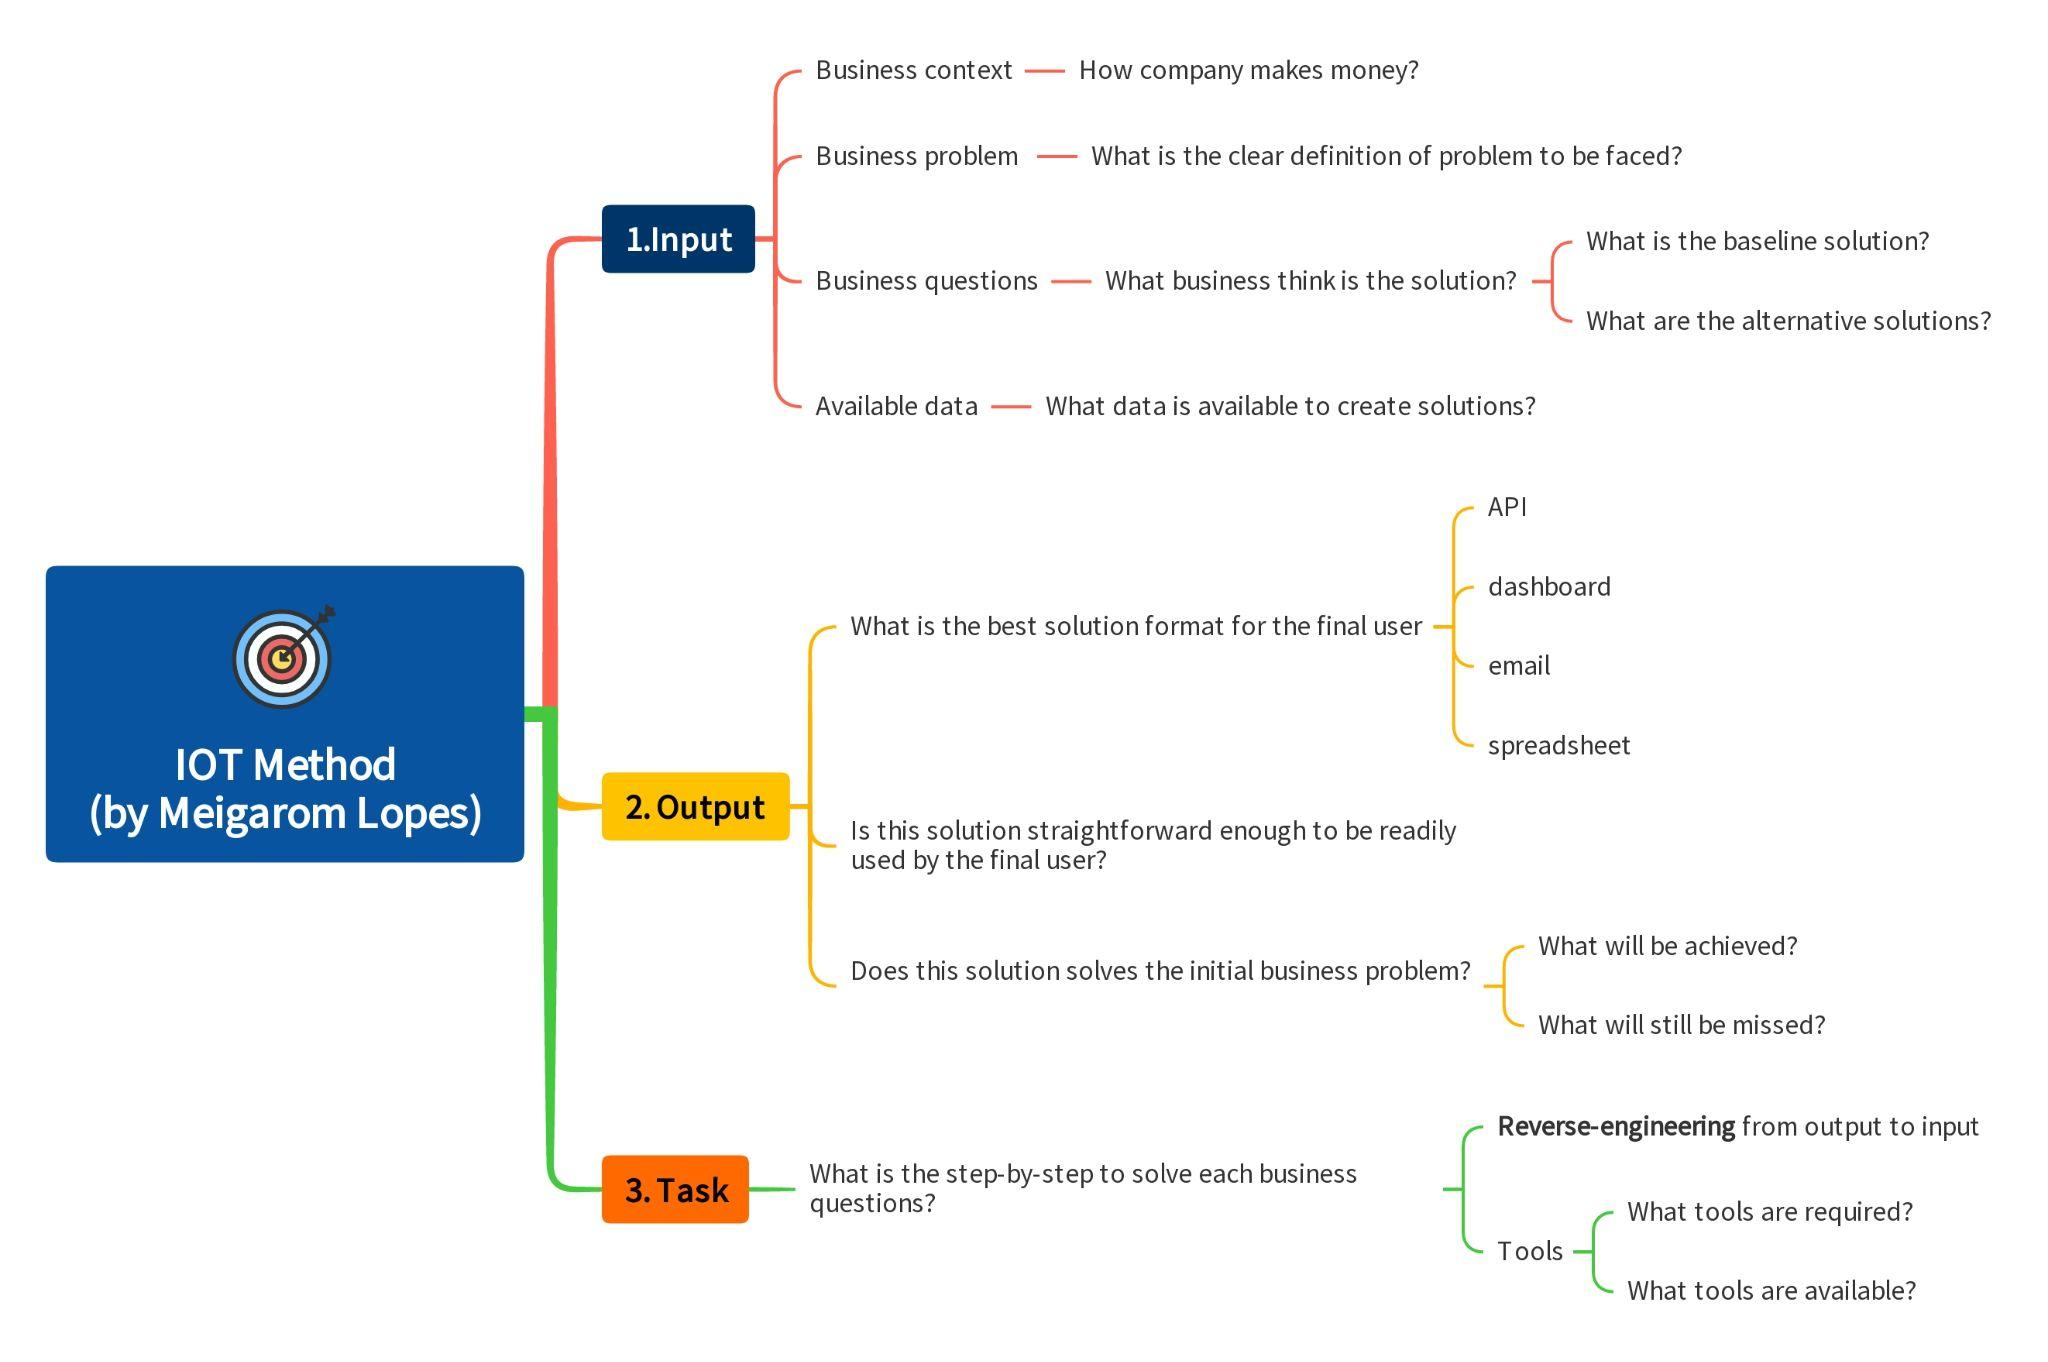 IOT Method
(by Meigarom Lopes)
1.Input
Business context
How company makes money?
Business problem
What is the clear definition of problem to be faced?
Business questions
What business think is the solution?
What is the baseline solution?
What are the alternative solutions?
Available data
What data is available to create solutions?
2. Output
What is the best solution format for the final user
API
dashboard
email
spreadsheet
Is this solution straightforward enough to be readily
used by the final user?
Does this solution solves the initial business problem?
What will be achieved?
What will still be missed?
3. Task
What is the step-by-step to solve each business
questions?
Reverse-engineering from output to input
Tools
What tools are required?
What tools are available?